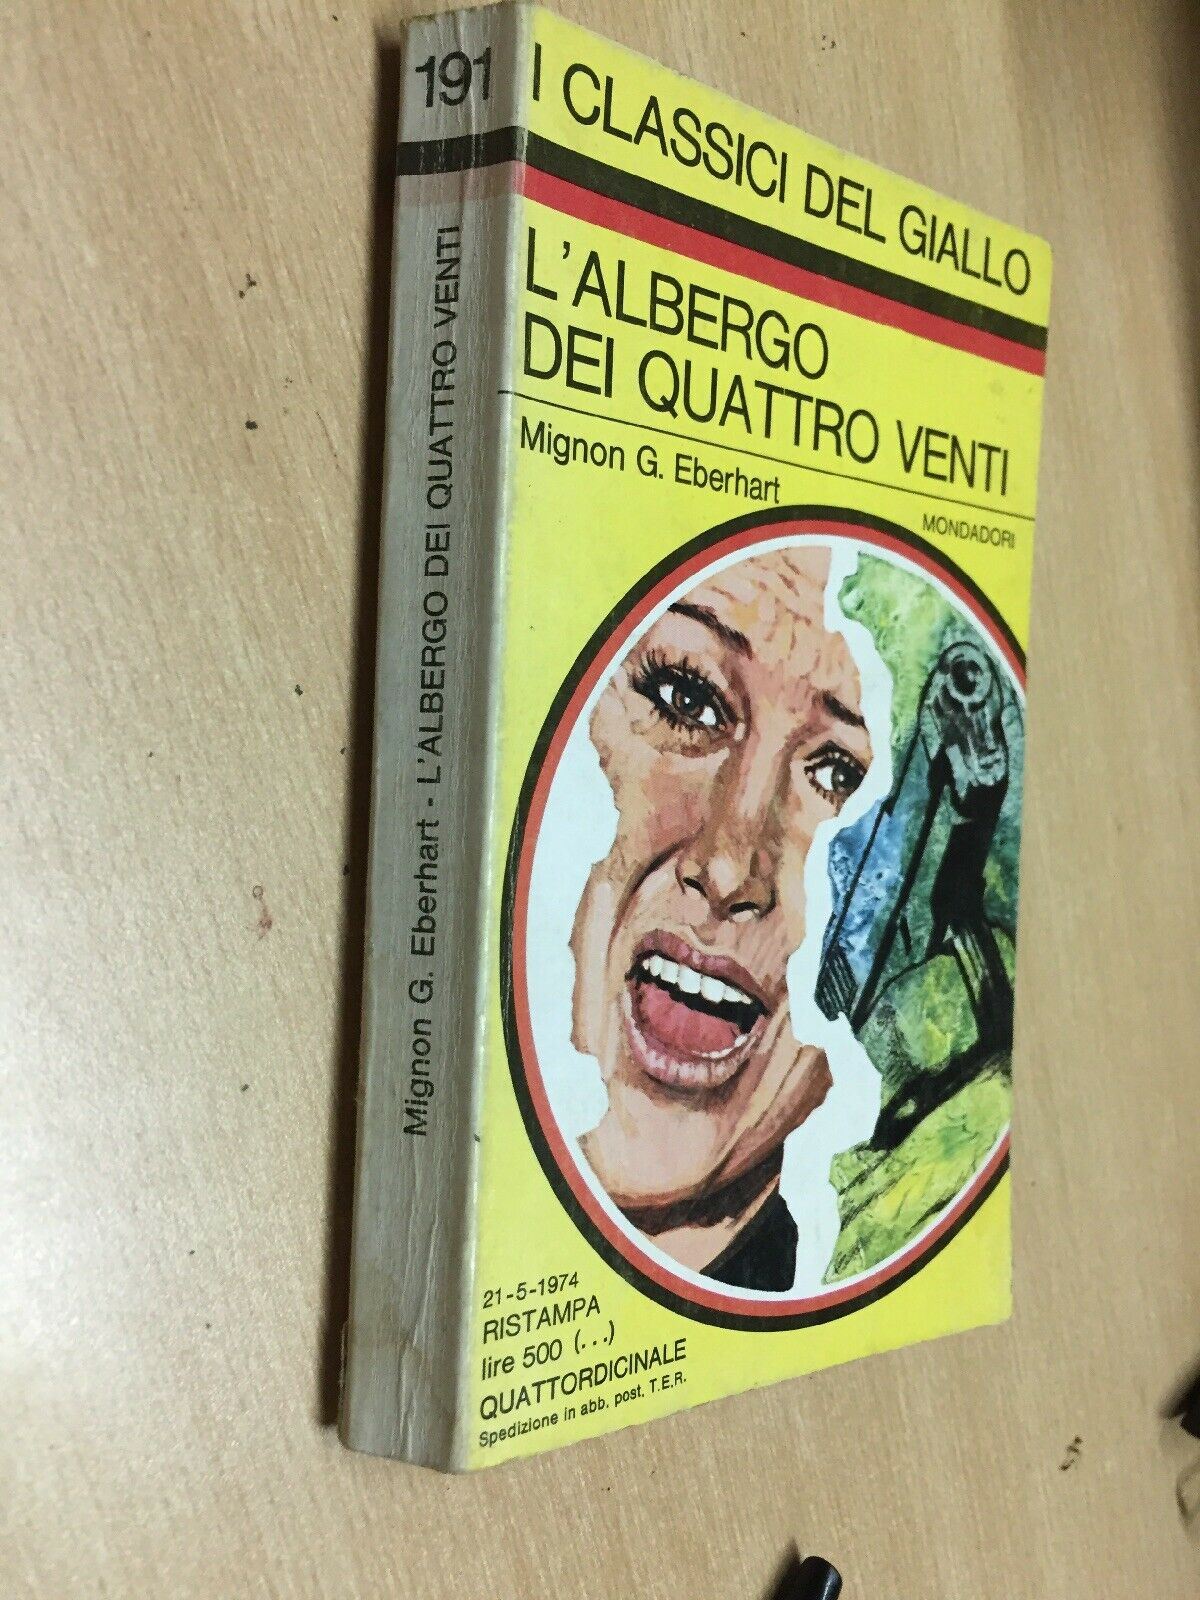 191
Mignon G. Eberhart - L'ALBERGO DEI QUATTRO VENTI
I CLASSICI DEL GIALLO
L'ALBERGO
DEI QUATTRO VENTI
Mignon G. Eberhart
MONDADORI
21-5-1974
RISTAMPA
lire 500 (...)
QUATTORDICINALE
Spedizione in abb. post. T.E.R.